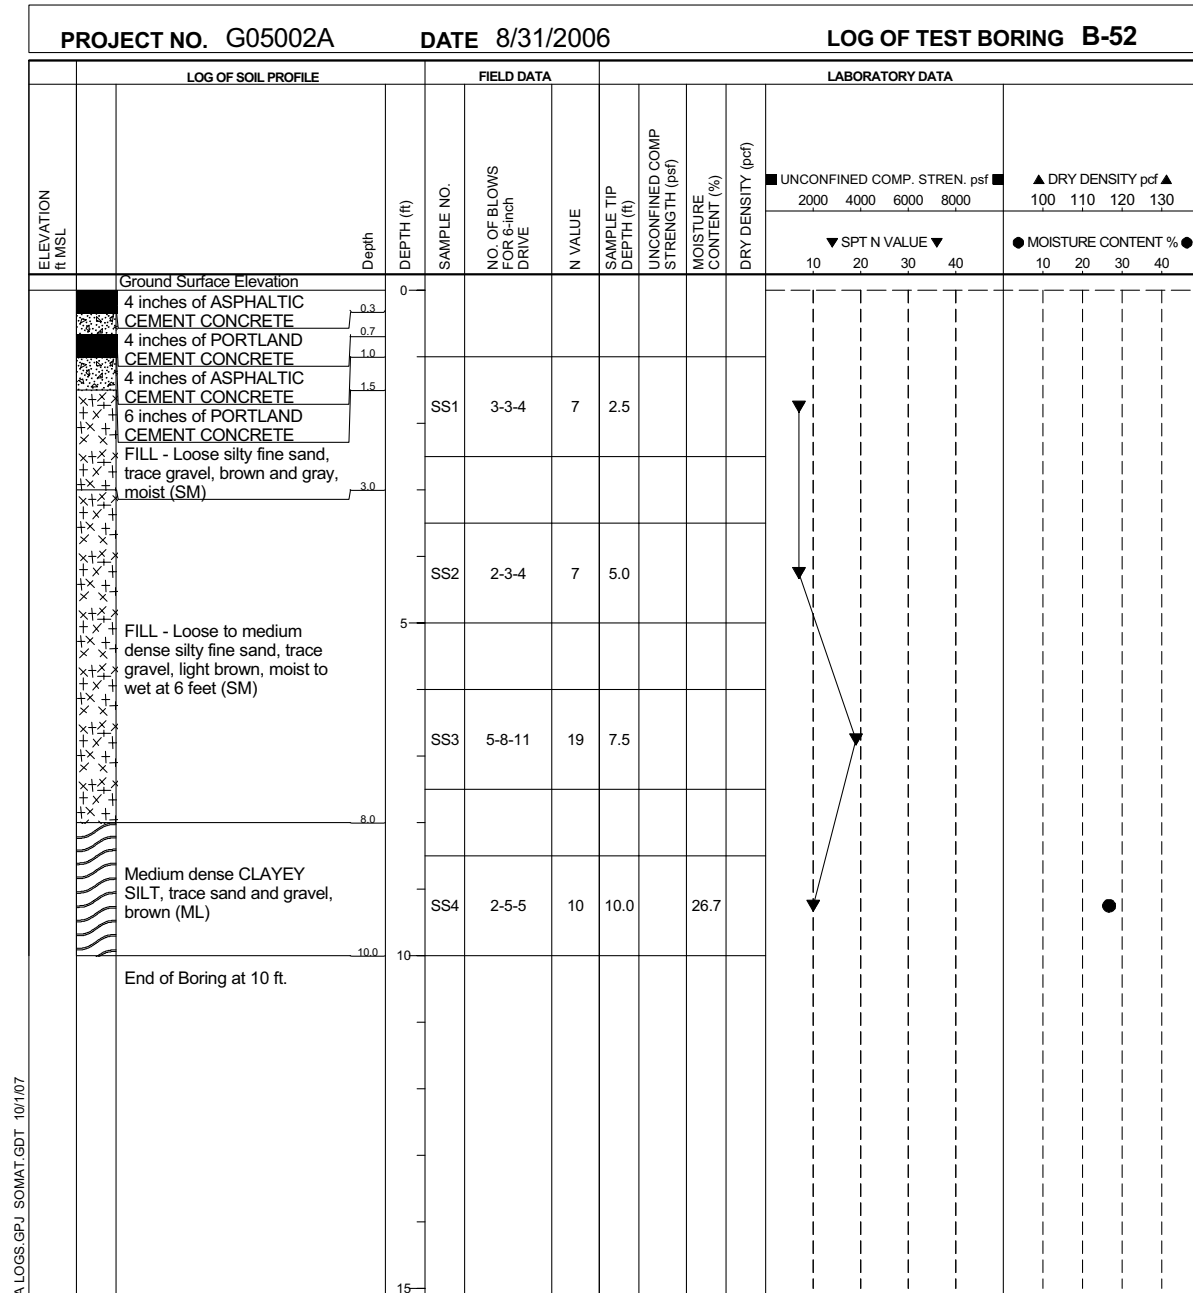 PROJECT NO. G05002A DATE 8/31/2006 LOG OF TEST BORING B-52
LOG OF SOIL PROFILE FIELD DATA LABORATORY DATA
ELEVATION
ft MSL
Depth
DEPTH (ft)
SAMPLE NO.
NO. OF BLOWS
FOR 6-inch
DRIVE
N VALUE
SAMPLE TIP
DEPTH (ft)
UNCONFINED COMP
STRENGTH (psf)
MOISTURE
CONTENT (%)
DRY DENSITY (pcf)
■ UNCONFINED COMP. STREN. psf ■
2000 4000 6000 8000
▼ SPT N VALUE ▼
10 20 30 40
▲ DRY DENSITY pcf ▲
100 110 120 130
● MOISTURE CONTENT % ●
10 20 30 40
Ground Surface Elevation
0
4 inches of ASPHALTIC
CEMENT CONCRETE
0.3
4 inches of PORTLAND
CEMENT CONCRETE
0.7
4 inches of ASPHALTIC
CEMENT CONCRETE
1.0
6 inches of PORTLAND
CEMENT CONCRETE
1.5
SS1 3-3-4 7 2.5
FILL - Loose silty fine sand,
trace gravel, brown and gray,
moist (SM)
3.0
SS2 2-3-4 7 5.0
5
FILL - Loose to medium
dense silty fine sand, trace
gravel, light brown, moist to
wet at 6 feet (SM)
SS3 5-8-11 19 7.5
8.0
Medium dense CLAYEY
SILT, trace sand and gravel,
brown (ML)
SS4 2-5-5 10 10.0 26.7
10.0
10
End of Boring at 10 ft.
15
A LOGS.GPJ SOMAT.GDT 10/1/07